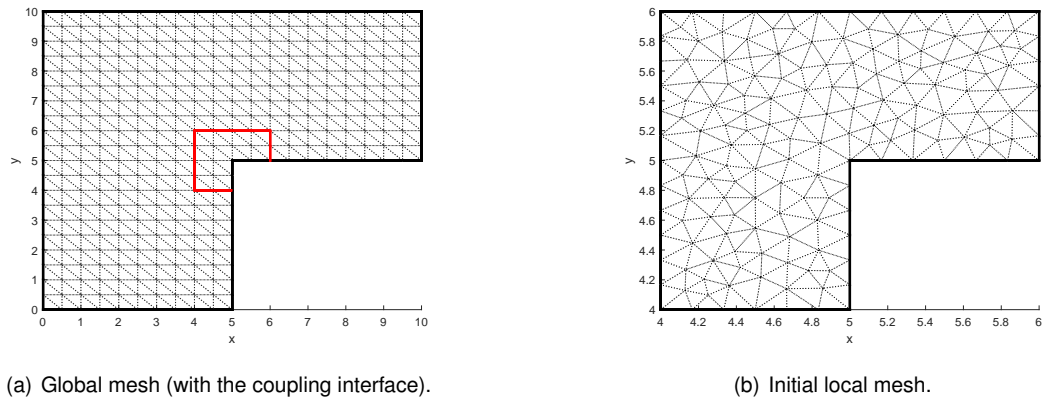 10
9
8
7
6
5
4
3
2
1
0
y
0 1 2 3 4 5 6 7 8 9 10
x
(a) Global mesh (with the coupling interface).
6
5.8
5.6
5.4
5.2
5
4.8
4.6
4.4
4.2
4
y
4 4.2 4.4 4.6 4.8 5 5.2 5.4 5.6 5.8 6
x
(b) Initial local mesh.